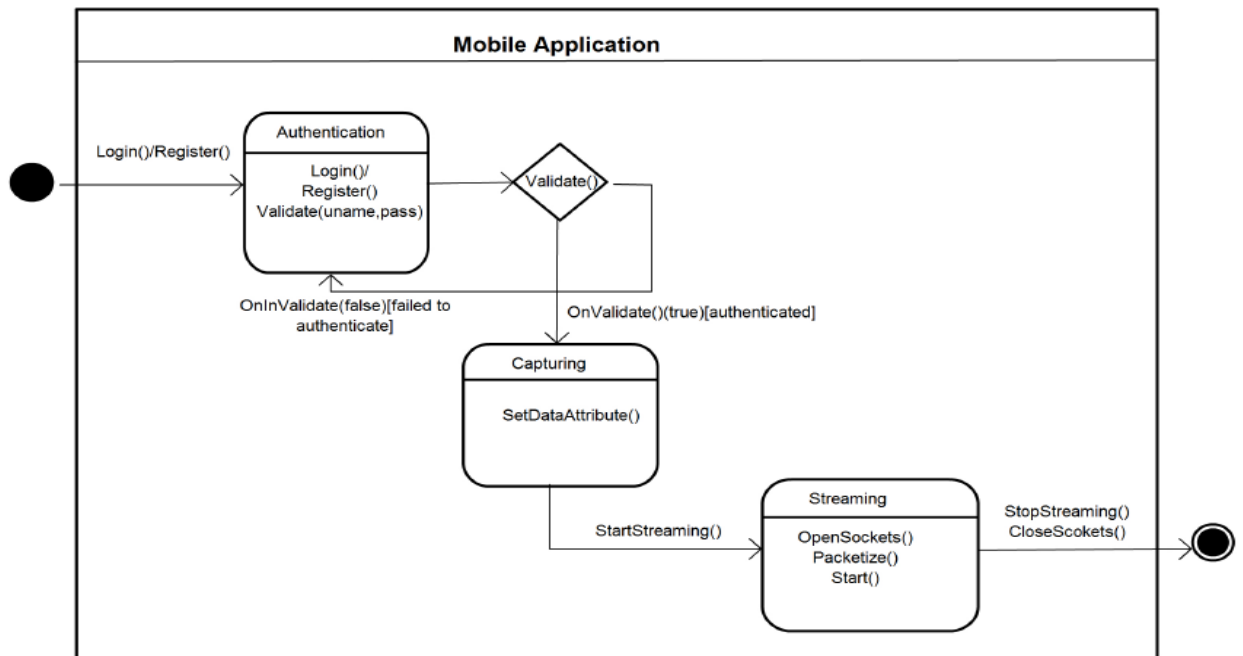 Mobile Application
Login()/Register()
Authentication
Login()/
Register()
Validate(uname,pass)
Validate()
OnInValidate(false)[failed to
authenticate]
OnValidate()(true)[authenticated]
Capturing
SetDataAttribute()
StartStreaming()
Streaming
OpenSockets()
Packetize()
Start()
StopStreaming()
CloseScokets()